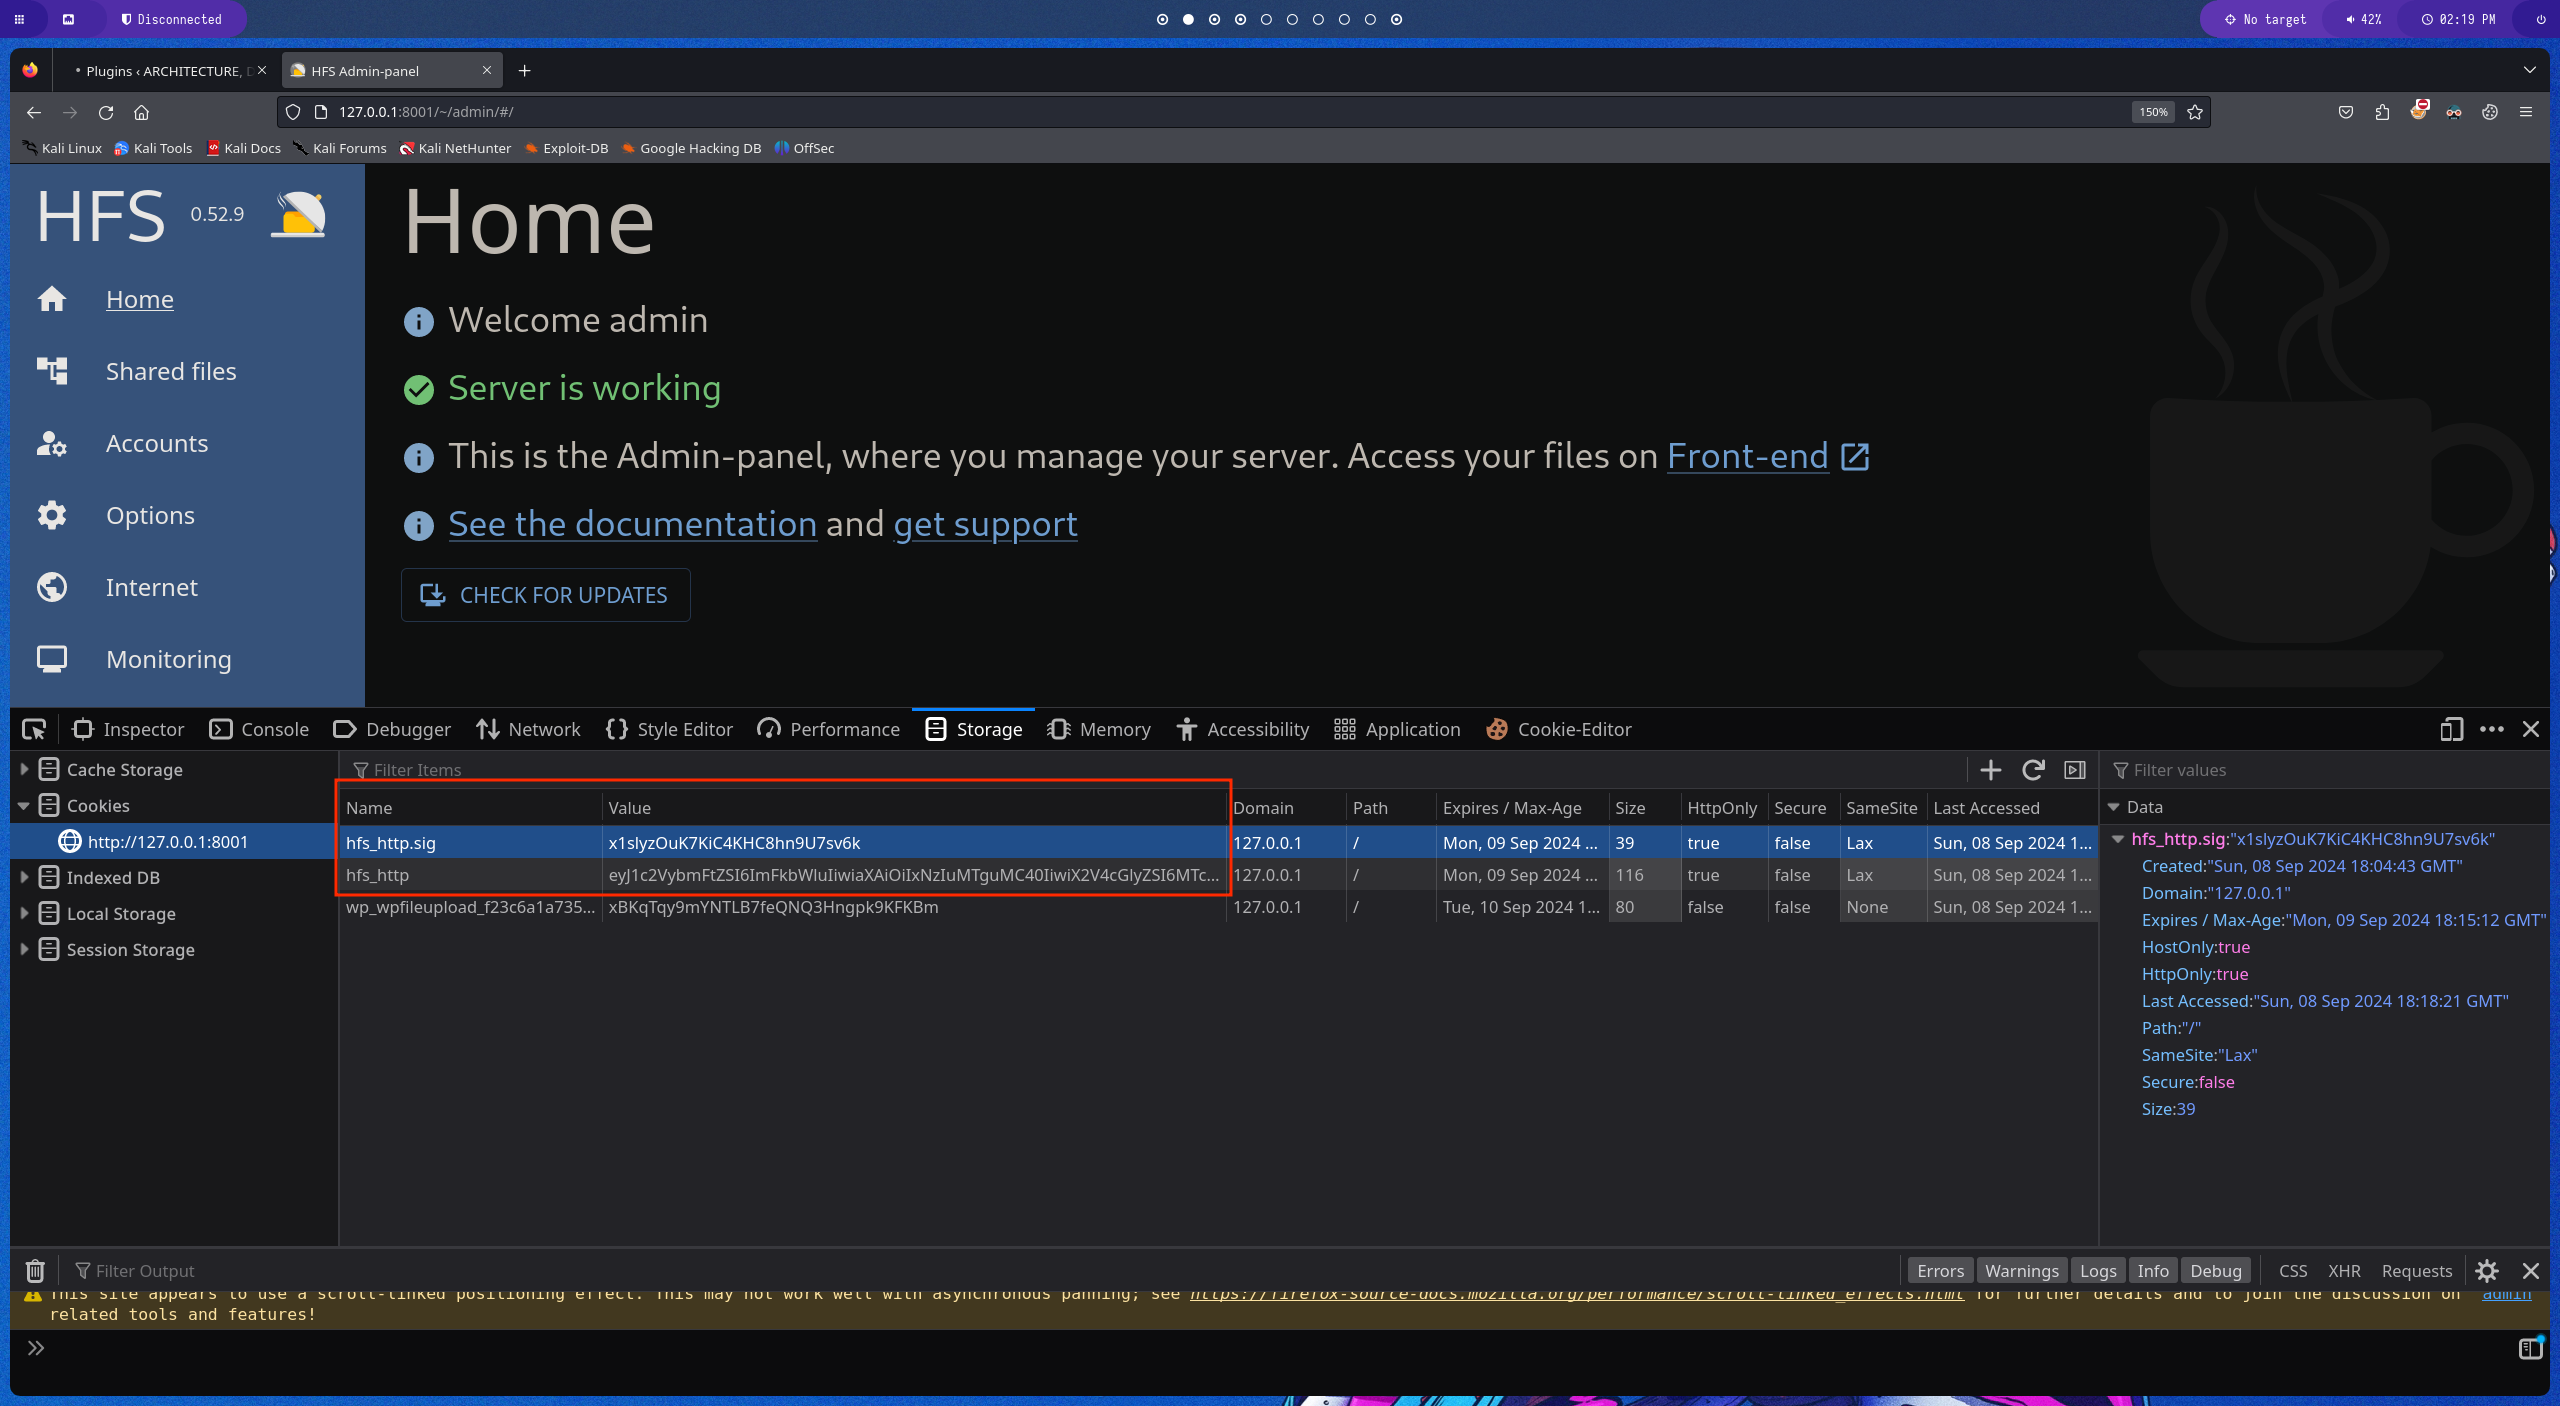 Disconnected
No target
42%
02:19 PM
Plugins ‹ ARCHITECTURE, D
HFS Admin-panel
127.0.0.1:8001/~/admin/#/
150%
Kali Linux Kali Tools Kali Docs Kali Forums Kali NetHunter Exploit-DB Google Hacking DB OffSec
HFS 0.52.9
Home
Shared files
Accounts
Options
Internet
Monitoring
Home
Welcome admin
Server is working
This is the Admin-panel, where you manage your server. Access your files on Front-end
See the documentation and get support
CHECK FOR UPDATES
Inspector Console Debugger Network Style Editor Performance Storage Memory Accessibility Application Cookie-Editor
Cache Storage
Cookies
http://127.0.0.1:8001
Indexed DB
Local Storage
Session Storage
Filter Items
Name Value Domain Path Expires / Max-Age Size HttpOnly Secure SameSite Last Accessed
hfs_http.sig x1slyzOuK7KiC4KHC8hn9U7sv6k 127.0.0.1 / Mon, 09 Sep 2024 ... 39 true false Lax Sun, 08 Sep 2024 1...
hfs_http eyJ1c2VybmFtZSI6ImFkbWluIiwiaXAiOiIxNzIuMTguMC40IiwiX2V4cGlyZSI6MTc... 127.0.0.1 / Mon, 09 Sep 2024 ... 116 true false Lax Sun, 08 Sep 2024 1...
wp_wpfileupload_f23c6a1a735... xBKqTqy9mYNTLB7feQNQ3Hngpk9KFKBm 127.0.0.1 / Tue, 10 Sep 2024 1... 80 false false None Sun, 08 Sep 2024 1...
Filter values
Data
hfs_http.sig:"x1slyzOuK7KiC4KHC8hn9U7sv6k"
Created:"Sun, 08 Sep 2024 18:04:43 GMT"
Domain:"127.0.0.1"
Expires / Max-Age:"Mon, 09 Sep 2024 18:15:12 GMT"
HostOnly:true
HttpOnly:true
Last Accessed:"Sun, 08 Sep 2024 18:18:21 GMT"
Path:"/"
SameSite:"Lax"
Secure:false
Size:39
Filter Output
Errors Warnings Logs Info Debug CSS XHR Requests
This site appears to use a scroll-linked positioning effect. This may not work well with asynchronous panning; see https://firefox-source-docs.mozilla.org/performance/scroll-linked_effects.html for further details and to join the discussion on admin
related tools and features!